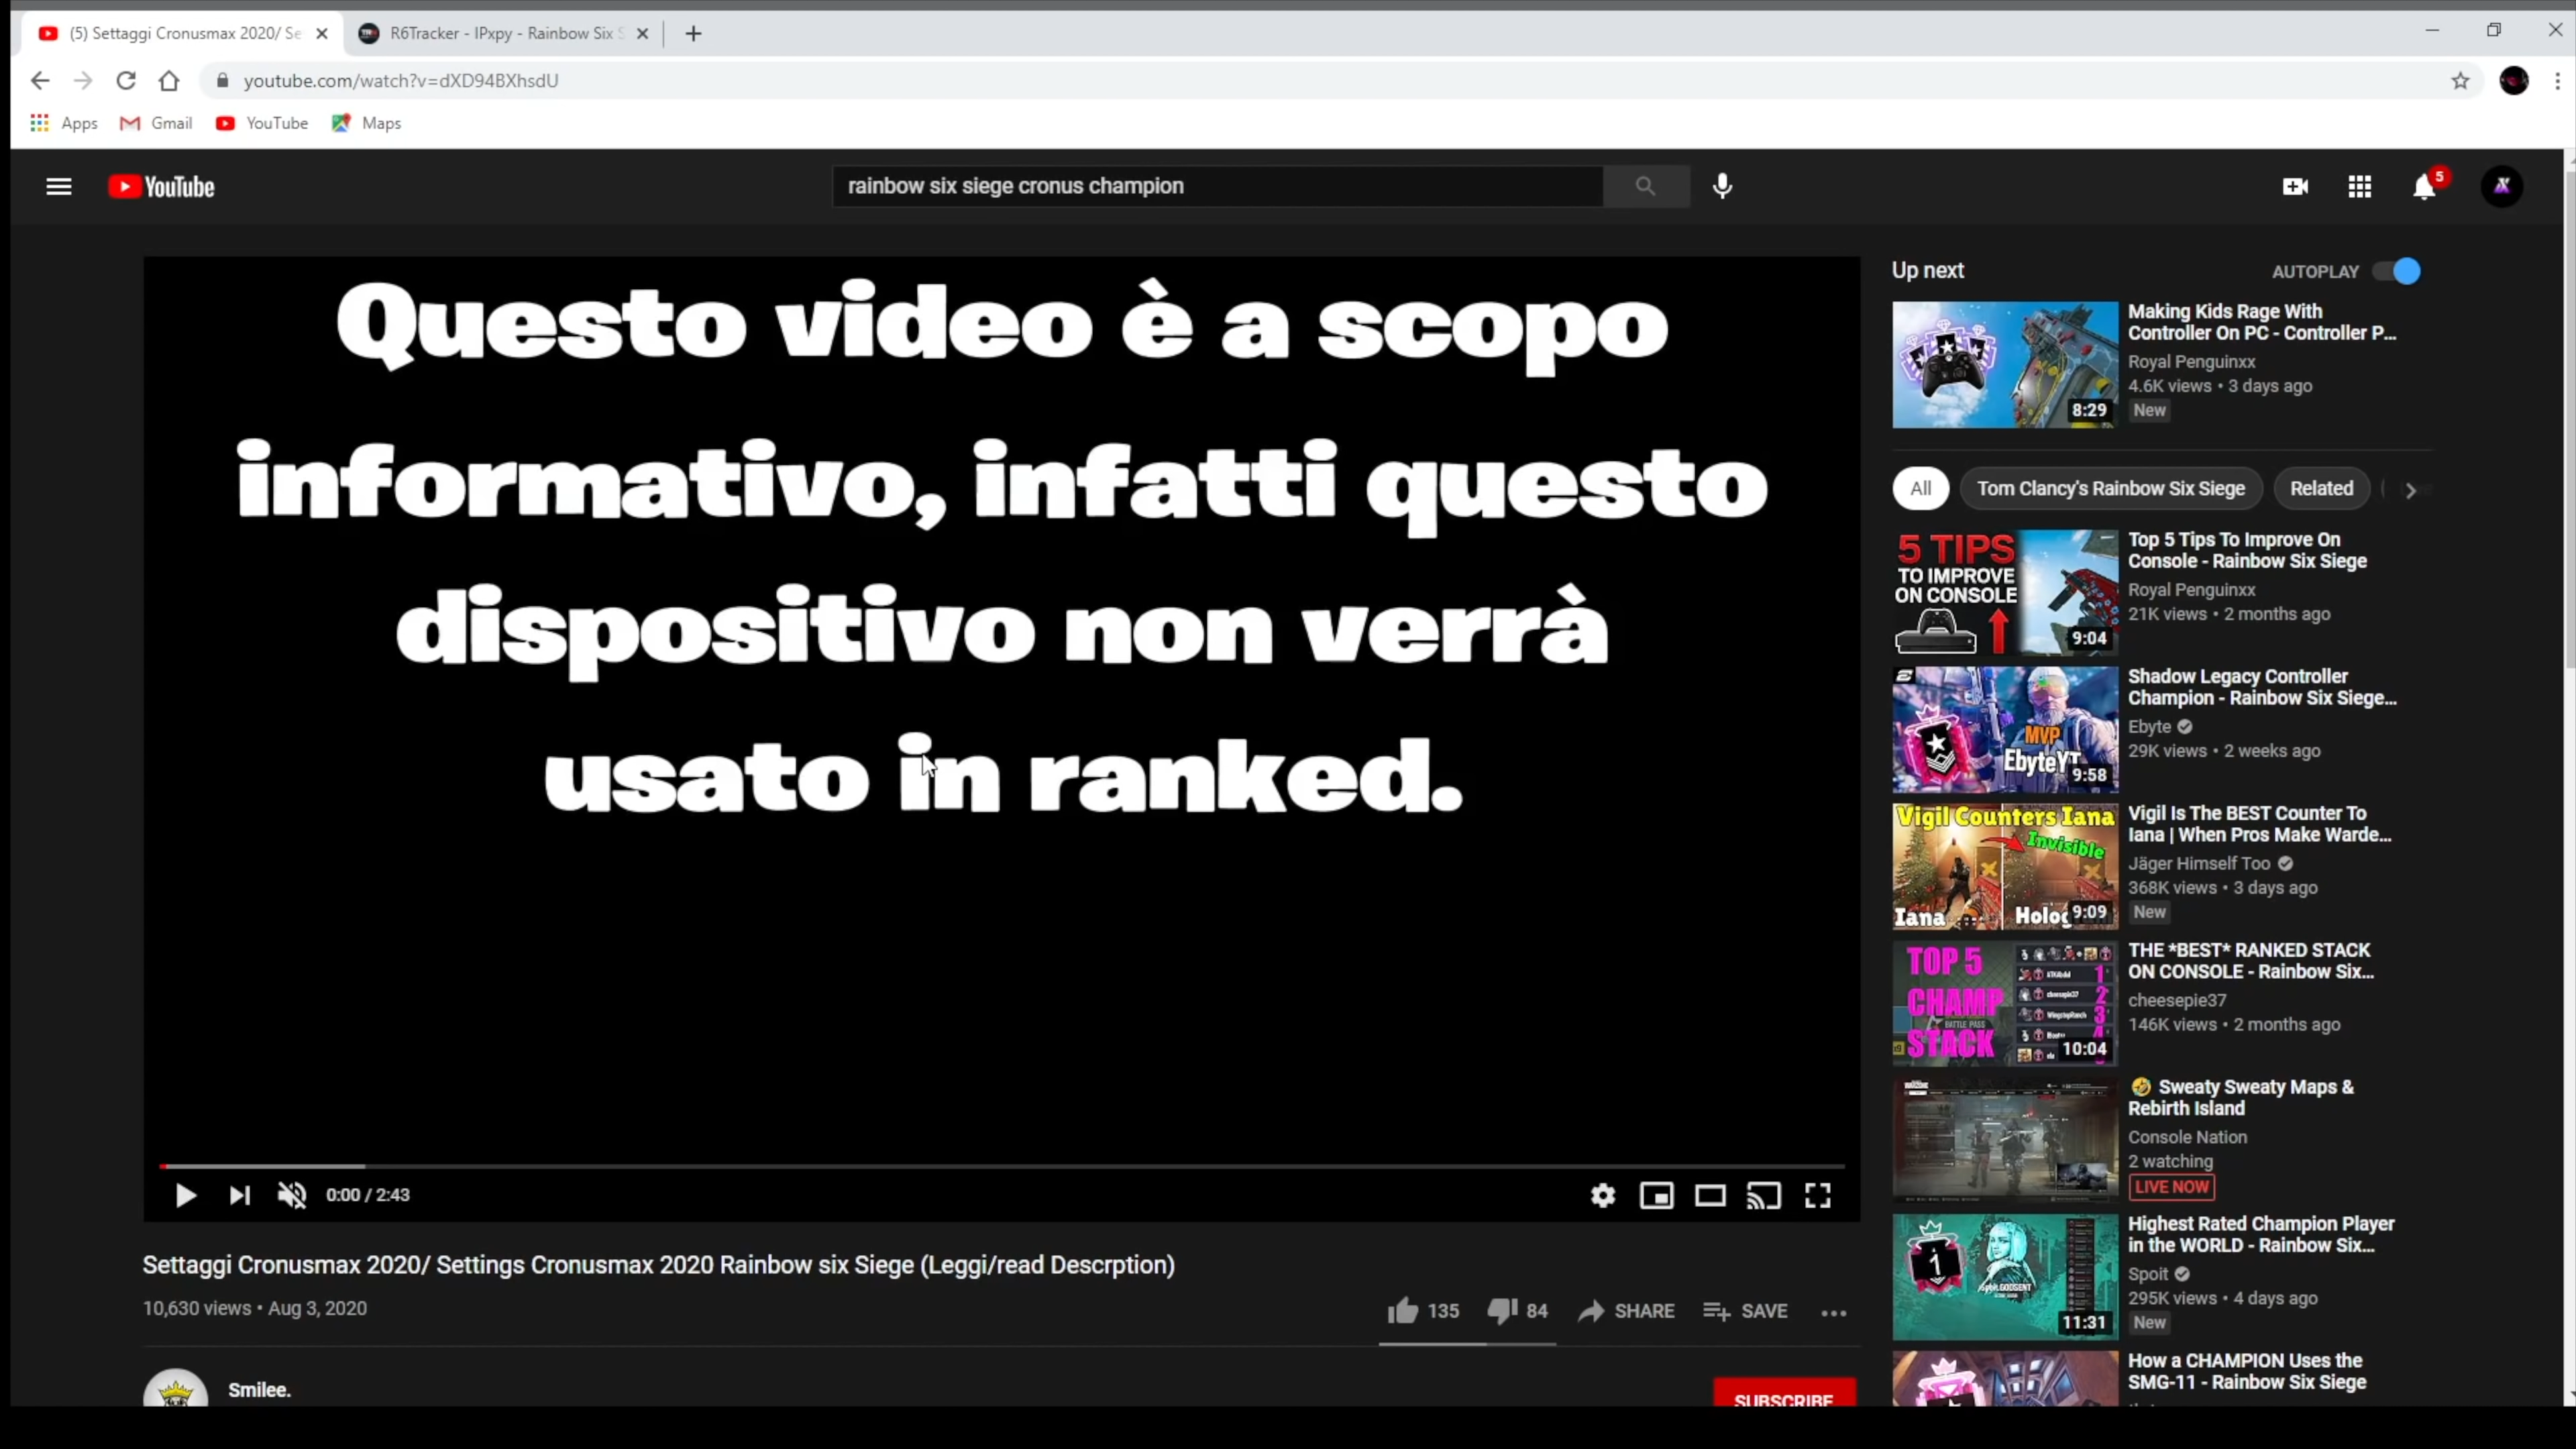 (5) Settaggi Cronusmax 2020/ Se
R6Tracker - IPxpy - Rainbow Six S
youtube.com/watch?v=dXD94BXhsdU
Apps
Gmail
YouTube
Maps
YouTube
rainbow six siege cronus champion
5
Questo video è a scopo
informativo, infatti questo
dispositivo non verrà
usato in ranked.
0:00 / 2:43
Settaggi Cronusmax 2020/ Settings Cronusmax 2020 Rainbow six Siege (Leggi/read Descrption)
10,630 views • Aug 3, 2020
135
84
SHARE
SAVE
Smilee.
SUBSCRIBE
Up next
AUTOPLAY
8:29
Making Kids Rage With
Controller On PC - Controller P...
Royal Penguinxx
4.6K views • 3 days ago
New
All
Tom Clancy's Rainbow Six Siege
Related
5 TIPS
TO IMPROVE
ON CONSOLE
9:04
Top 5 Tips To Improve On
Console - Rainbow Six Siege
Royal Penguinxx
21K views • 2 months ago
MVP
EbyteYT
9:58
Shadow Legacy Controller
Champion - Rainbow Six Siege...
Ebyte
29K views • 2 weeks ago
Vigil Counters Iana
Invisible
Iana
9:09
Vigil Is The BEST Counter To
Iana | When Pros Make Warde...
Jäger Himself Too
368K views • 3 days ago
New
TOP 5
CHAMP
BATTLE PASS
STACK
cheesepie37
1
2
3
10:04
THE *BEST* RANKED STACK
ON CONSOLE - Rainbow Six...
cheesepie37
146K views • 2 months ago
🤣 Sweaty Sweaty Maps &
Rebirth Island
Console Nation
2 watching
LIVE NOW
1
11:31
Highest Rated Champion Player
in the WORLD - Rainbow Six...
Spoit
295K views • 4 days ago
New
How a CHAMPION Uses the
SMG-11 - Rainbow Six Siege